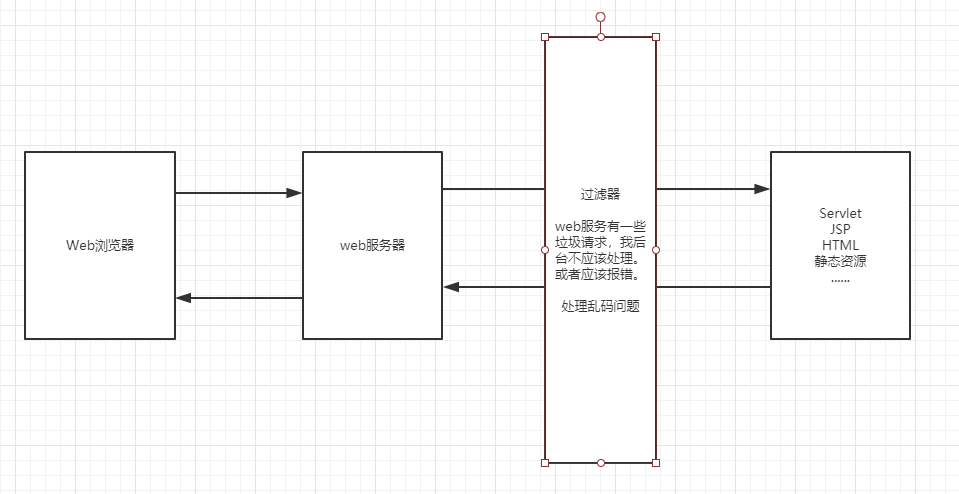 Web浏览器
web服务器
过滤器
web服务有一些
垃圾请求，我后
台不应该处理。
或者应该报错。
处理乱码问题
Servlet
JSP
HTML
静态资源
······